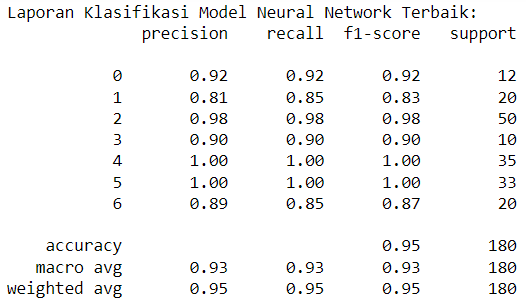 Laporan Klasifikasi Model Neural Network Terbaik:
precision recall f1-score support
0 0.92 0.92 0.92 12
1 0.81 0.85 0.83 20
2 0.98 0.98 0.98 50
3 0.90 0.90 0.90 10
4 1.00 1.00 1.00 35
5 1.00 1.00 1.00 33
6 0.89 0.85 0.87 20
accuracy 0.95 180
macro avg 0.93 0.93 0.93 180
weighted avg 0.95 0.95 0.95 180